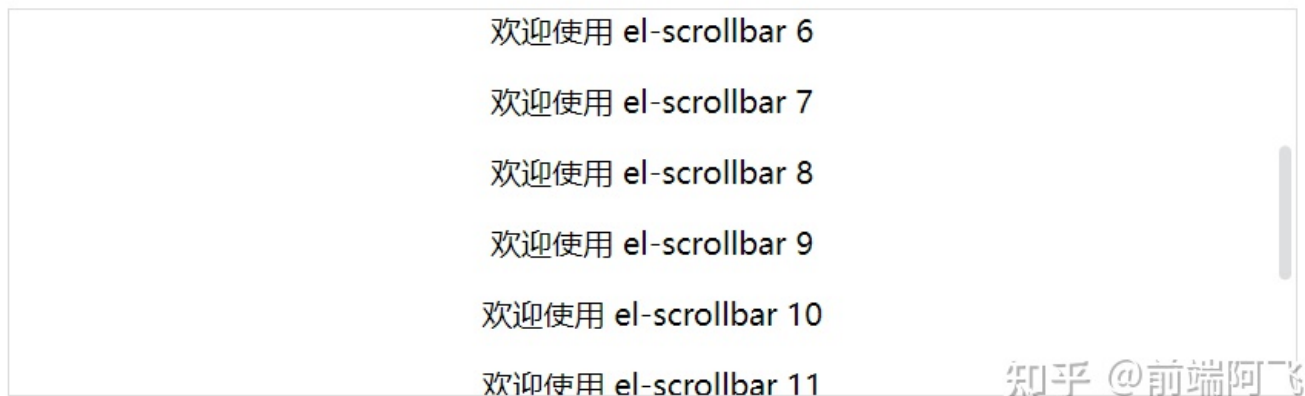 欢迎使用 el-scrollbar 6
欢迎使用 el-scrollbar 7
欢迎使用 el-scrollbar 8
欢迎使用 el-scrollbar 9
欢迎使用 el-scrollbar 10
欢迎使用 el-scrollbar 11
知乎 @前端阿飞